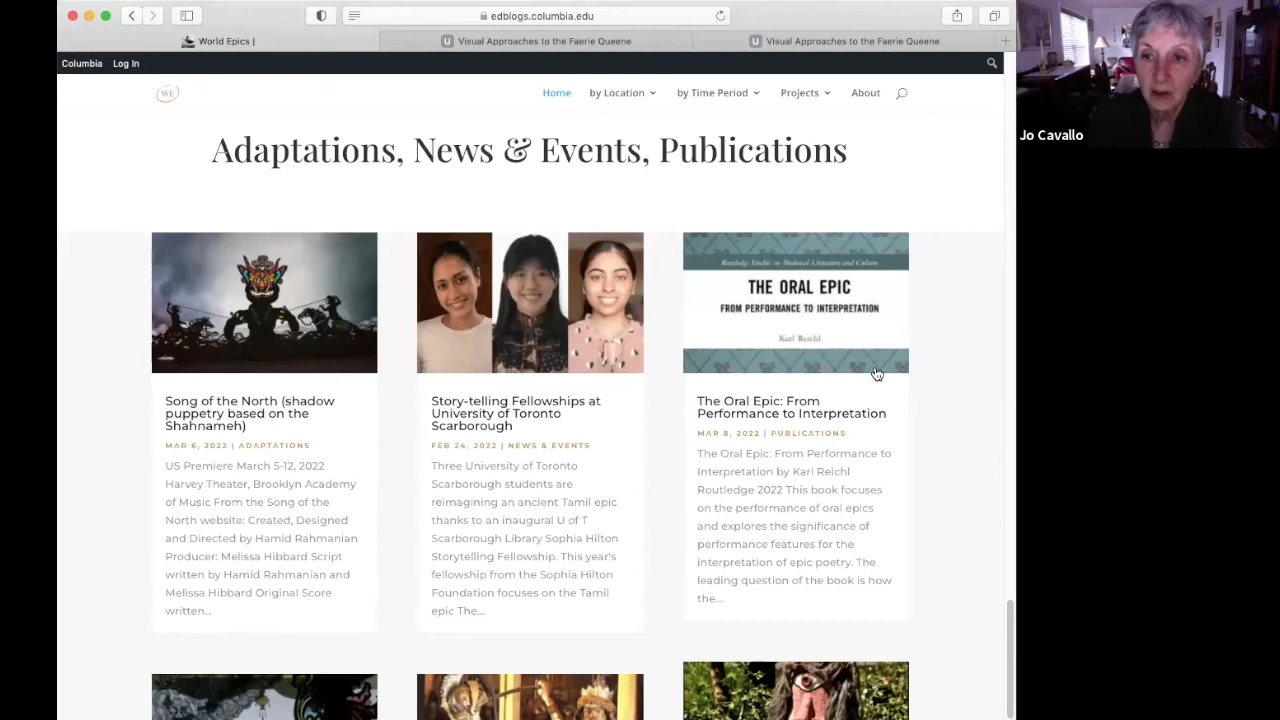 edblogs.columbia.edu
World Epics |
Visual Approaches to the Faerie Queene
Visual Approaches to the Faerie Queene
Columbia
Log In
WE
Home
by Location
by Time Period
Projects
About
Jo Cavallo
Adaptations, News & Events, Publications
Song of the North (shadow
puppetry based on the
Shahnameh)
MAR 6, 2022 | ADAPTATIONS
US Premiere March 5-12, 2022
Harvey Theater, Brooklyn Academy
of Music From the Song of the
North website: Created, Designed
and Directed by Hamid Rahmanian
Producer: Melissa Hibbard Script
written by Hamid Rahmanian and
Melissa Hibbard Original Score
written...
Story-telling Fellowships at
University of Toronto
Scarborough
FEB 24, 2022 | NEWS & EVENTS
Three University of Toronto
Scarborough students are
reimagining an ancient Tamil epic
thanks to an inaugural U of T
Scarborough Library Sophia Hilton
Storytelling Fellowship. This year's
fellowship from the Sophia Hilton
Foundation focuses on the Tamil
epic The...
Routledge Studies in Medieval Literature and Culture
THE ORAL EPIC
FROM PERFORMANCE TO INTERPRETATION
Karl Reichl
The Oral Epic: From
Performance to Interpretation
MAR 8, 2022 | PUBLICATIONS
The Oral Epic: From Performance to
Interpretation by Karl Reichl
Routledge 2022 This book focuses
on the performance of oral epics
and explores the significance of
performance features for the
interpretation of epic poetry. The
leading question of the book is how
the...